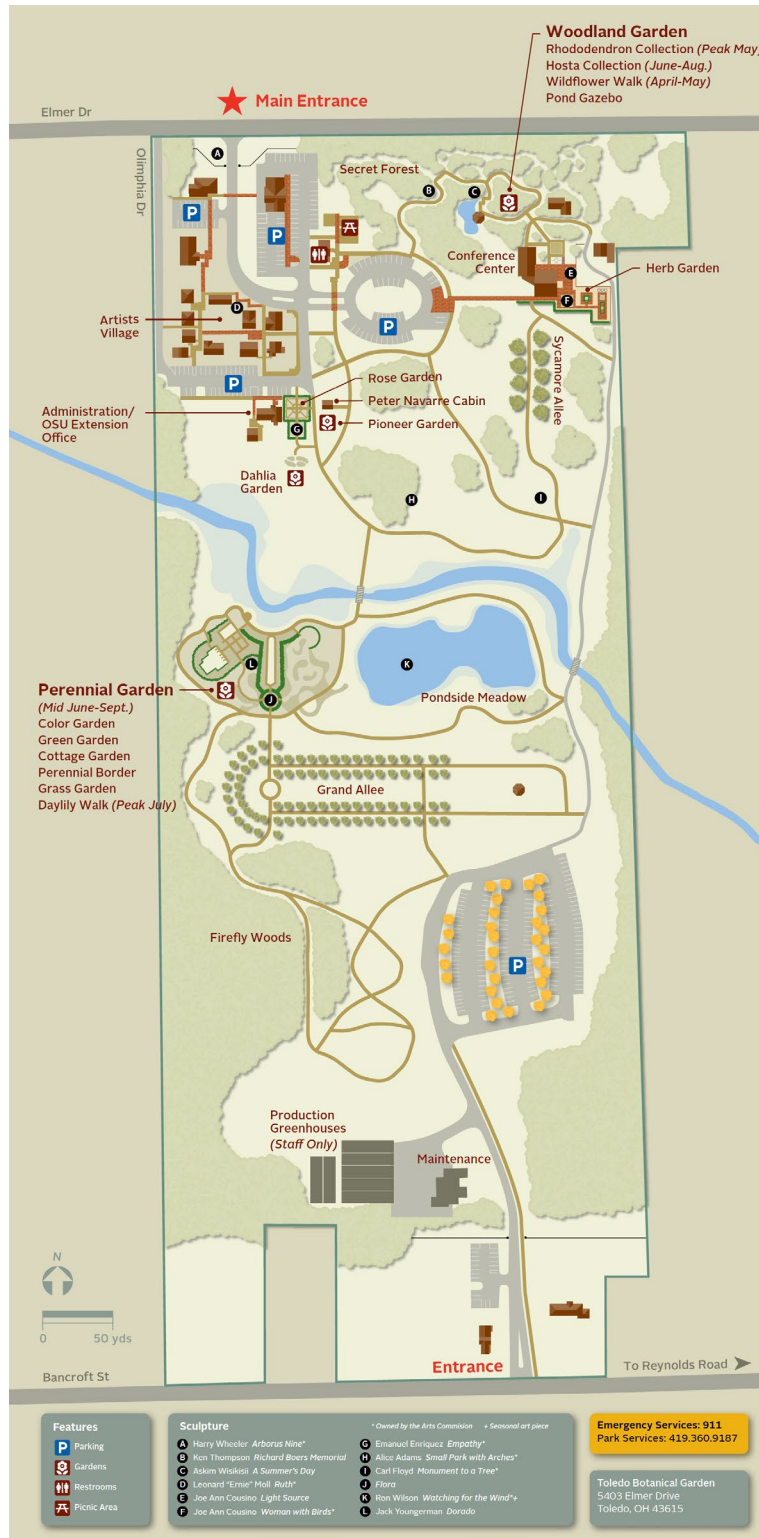 Woodland Garden
Rhododendron Collection (Peak May)
Hosta Collection (June-Aug.)
Wildflower Walk (April-May)
Pond Gazebo
Main Entrance
Elmer Dr
Olimphia Dr
A
Secret Forest
B
C
P
P
Conference
Center
E
Herb Garden
F
D
Artists
Village
P
P
Sycamore Allee
Rose Garden
Peter Navarre Cabin
Pioneer Garden
Administration/
OSU Extension
Office
G
Dahlia
Garden
H
I
L
K
J
Pondside Meadow
Perennial Garden
(Mid June-Sept.)
Color Garden
Green Garden
Cottage Garden
Perennial Border
Grass Garden
Daylily Walk (Peak July)
Grand Allee
Firefly Woods
P
Production
Greenhouses
(Staff Only)
Maintenance
N
0 50 yds
Entrance
To Reynolds Road
Bancroft St
Features
P Parking
Gardens
Restrooms
Picnic Area
Sculpture
* Owned by the Arts Commision + Seasonal art piece
A Harry Wheeler Arborus Nine*
B Ken Thompson Richard Boers Memorial
C Askim Wisikisii A Summer's Day
D Leonard "Ernie" Moll Ruth*
E Joe Ann Cousino Light Source
F Joe Ann Cousino Woman with Birds*
G Emanuel Enriquez Empathy*
H Alice Adams Small Park with Arches*
I Carl Floyd Monument to a Tree*
J Flora
K Ron Wilson Watching for the Wind*+
L Jack Youngerman Dorado
Emergency Services: 911
Park Services: 419.360.9187
Toledo Botanical Garden
5403 Elmer Drive
Toledo, OH 43615